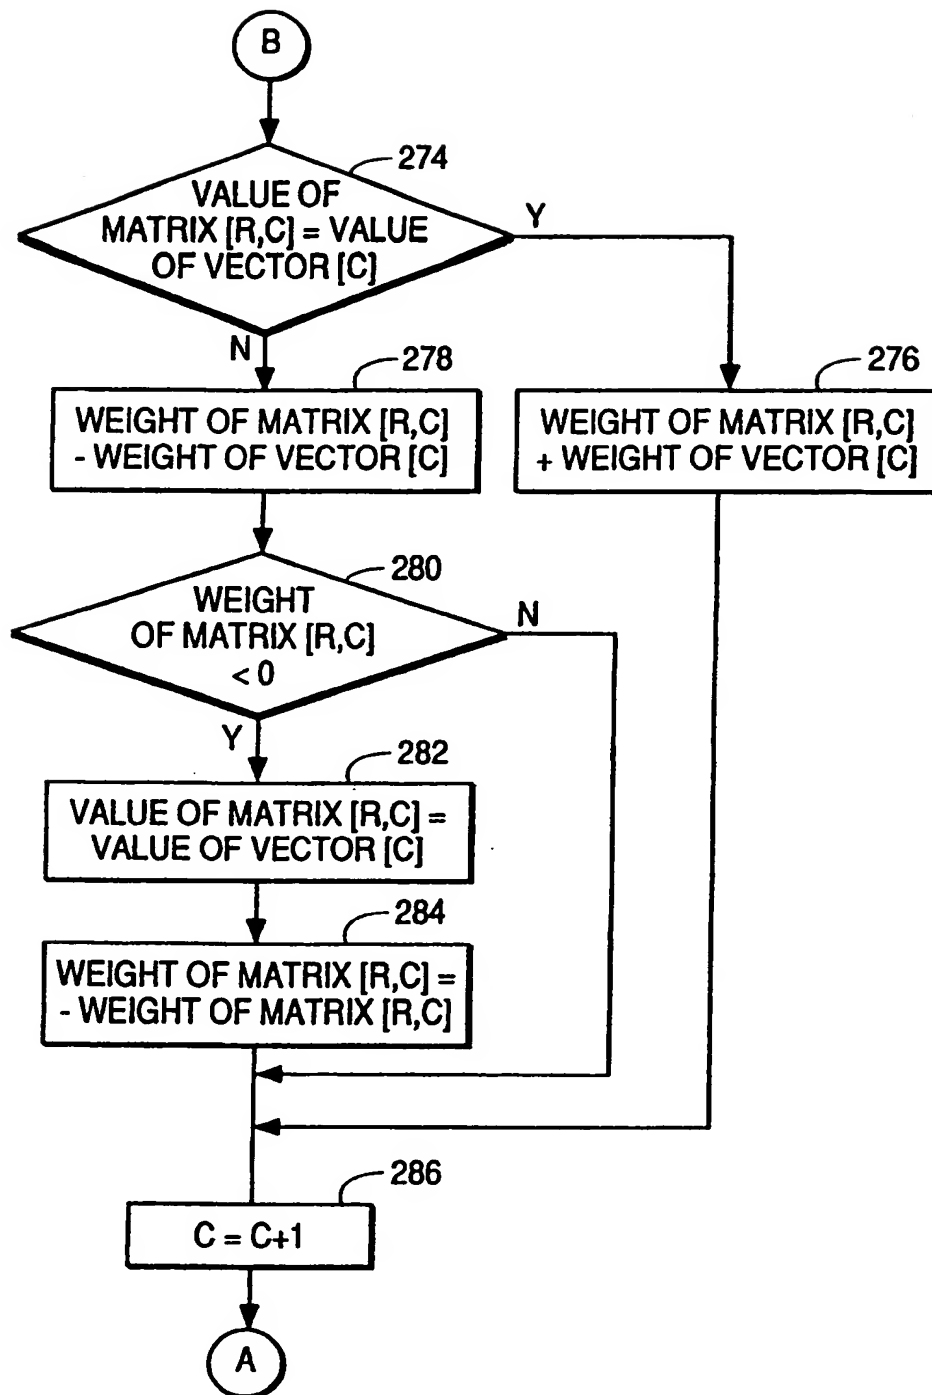 B
274
VALUE OF
MATRIX [R,C] = VALUE
OF VECTOR [C]
Y
N
278
WEIGHT OF MATRIX [R,C]
- WEIGHT OF VECTOR [C]
276
WEIGHT OF MATRIX [R,C]
+ WEIGHT OF VECTOR [C]
280
WEIGHT
OF MATRIX [R,C]
< 0
N
Y
282
VALUE OF MATRIX [R,C] =
VALUE OF VECTOR [C]
284
WEIGHT OF MATRIX [R,C] =
- WEIGHT OF MATRIX [R,C]
286
C = C+1
A